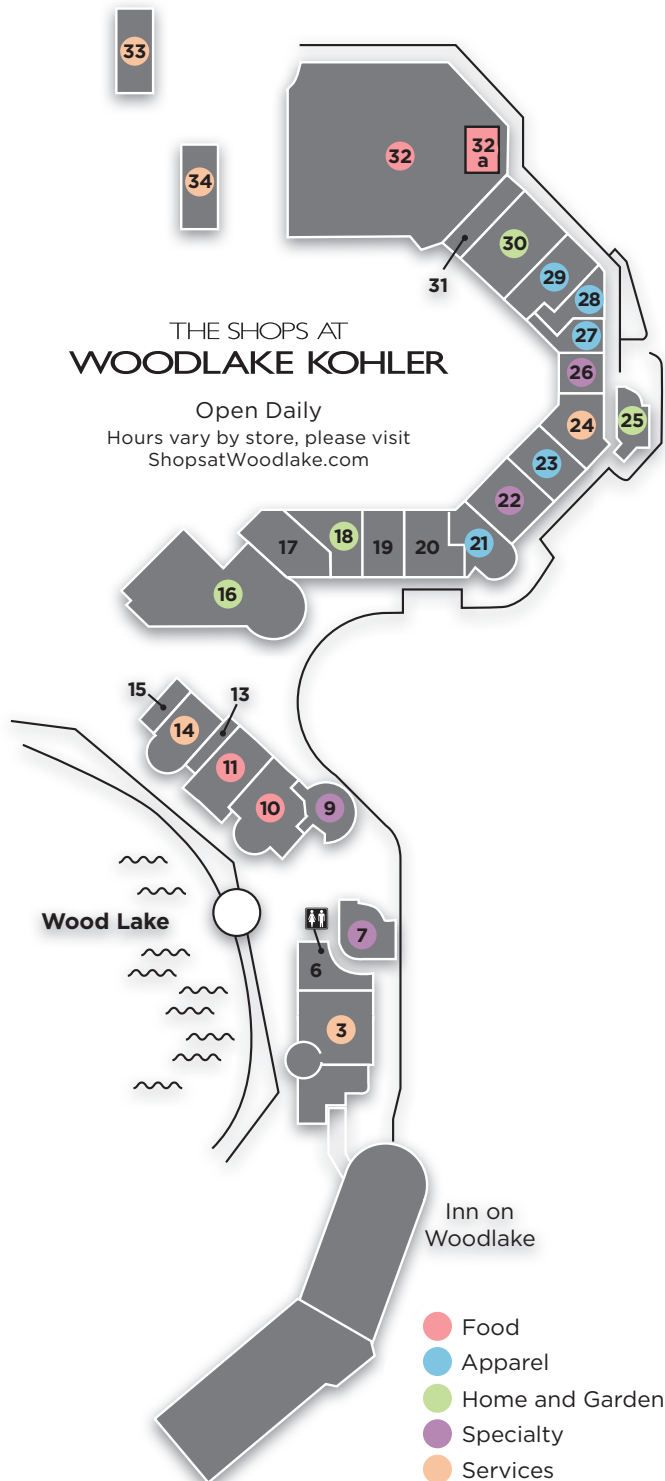 33
34
32
32
a
31
30
29
28
27
26
25
24
23
22
21
20
19
18
17
16
THE SHOPS AT
WOODLAKE KOHLER
Open Daily
Hours vary by store, please visit
ShopsatWoodlake.com
15
14
13
11
10
9
Wood Lake
7
6
3
Inn on
Woodlake
Food
Apparel
Home and Garden
Specialty
Services